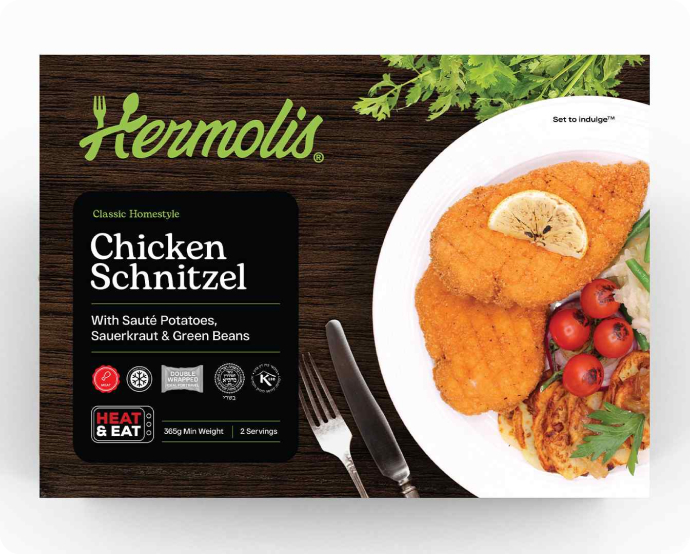 Set to indulge™
Hermolis®
Classic Homestyle
Chicken
Schnitzel
With Sauté Potatoes,
Sauerkraut & Green Beans
MEAT
DOUBLE
WRAPPED
HEAT
& EAT
365g Min Weight
2 Servings